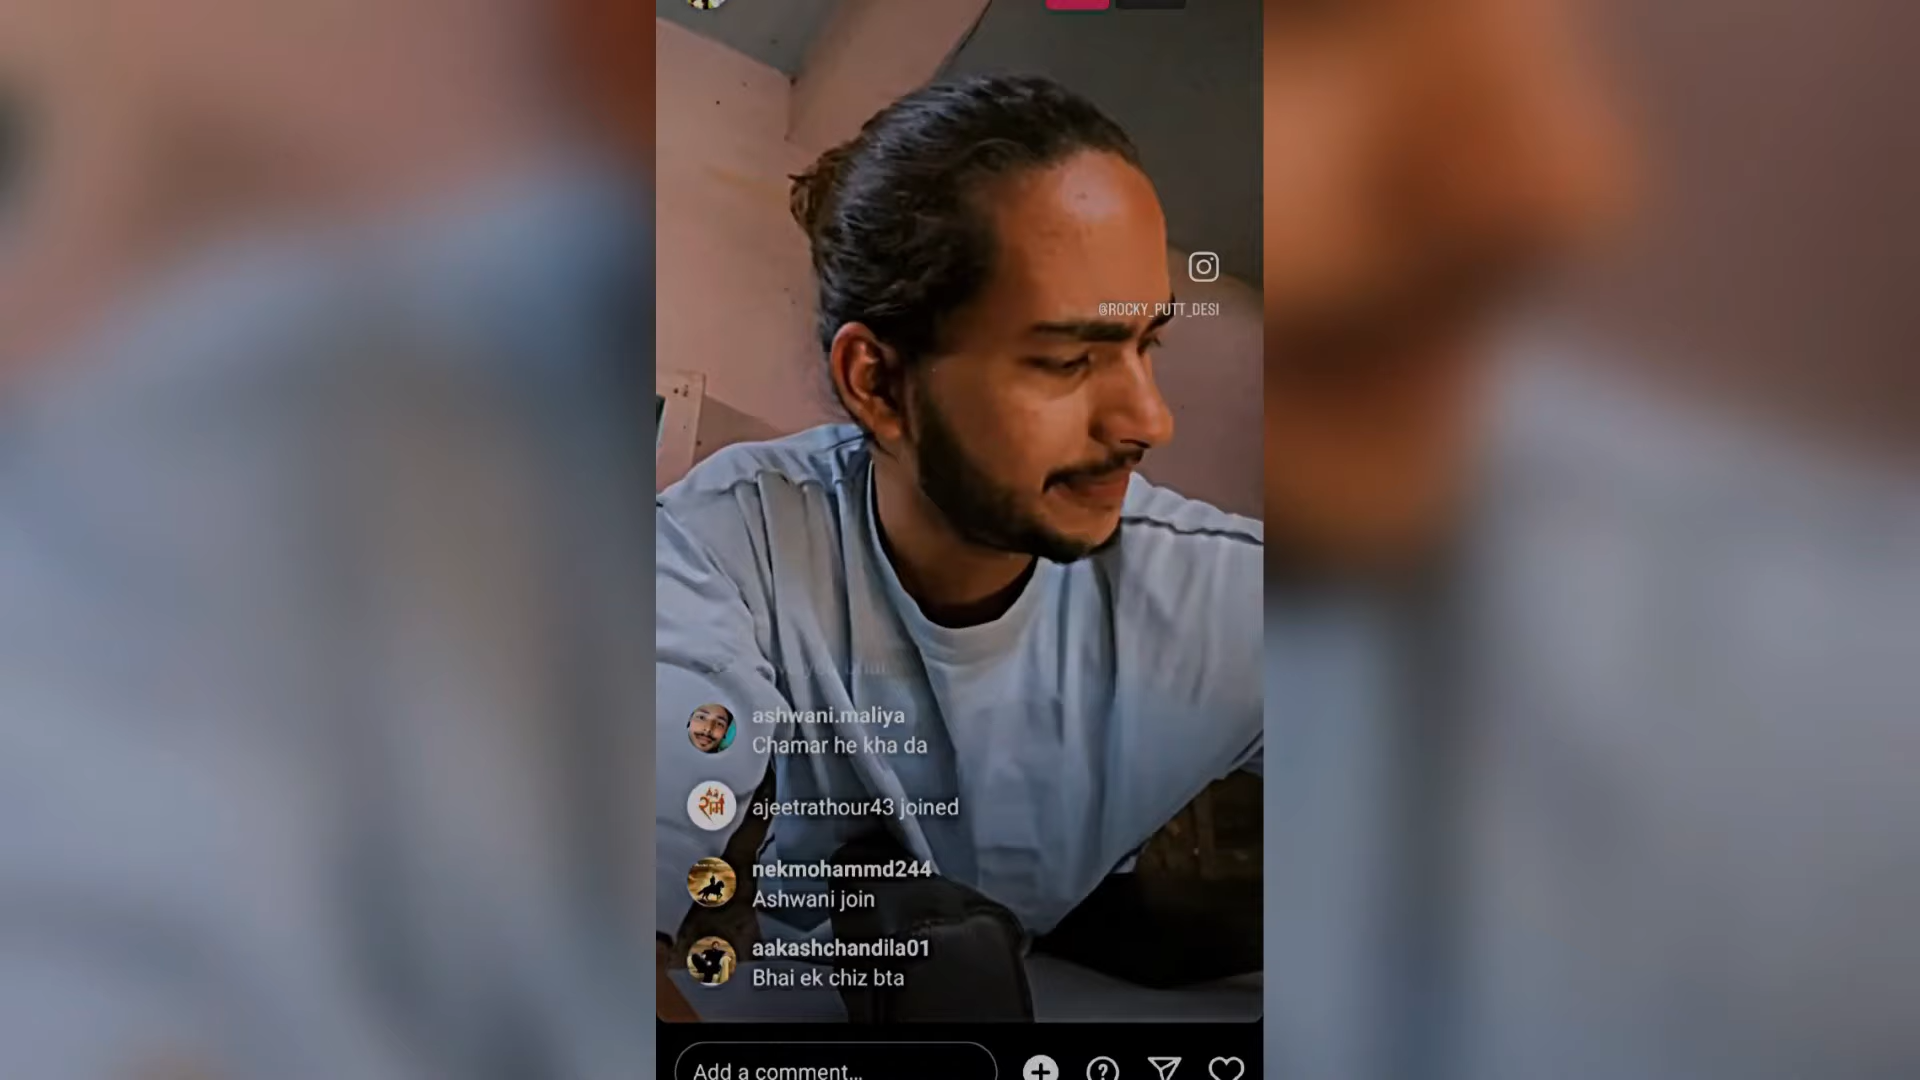 @ROCKY_PUTT_DESI
ashwani.maliya
Chamar he kha da
ajeetrathour43 joined
nekmohammd244
Ashwani join
aakashchandila01
Bhai ek chiz bta
Add a comment...